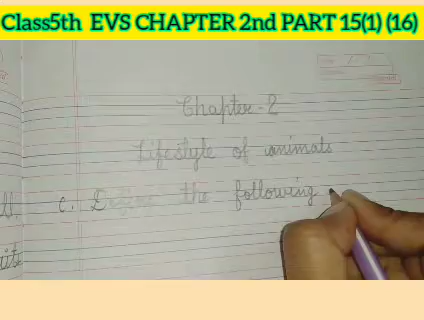 Class5th EVS CHAPTER 2nd PART 15(1) (16)
Chapter-2
Lifestyle of animals
c. Define the following